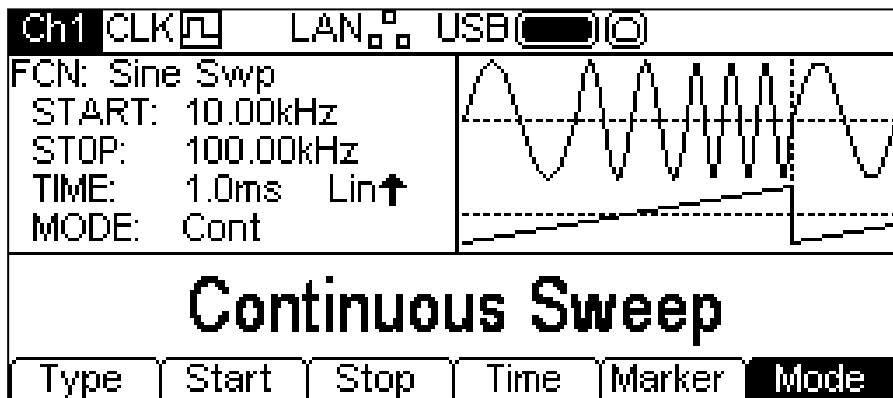 Ch1 CLK LAN USB
FCN: Sine Swp
START: 10.00kHz
STOP: 100.00kHz
TIME: 1.0ms Lin↑
MODE: Cont
Continuous Sweep
Type Start Stop Time Marker Mode